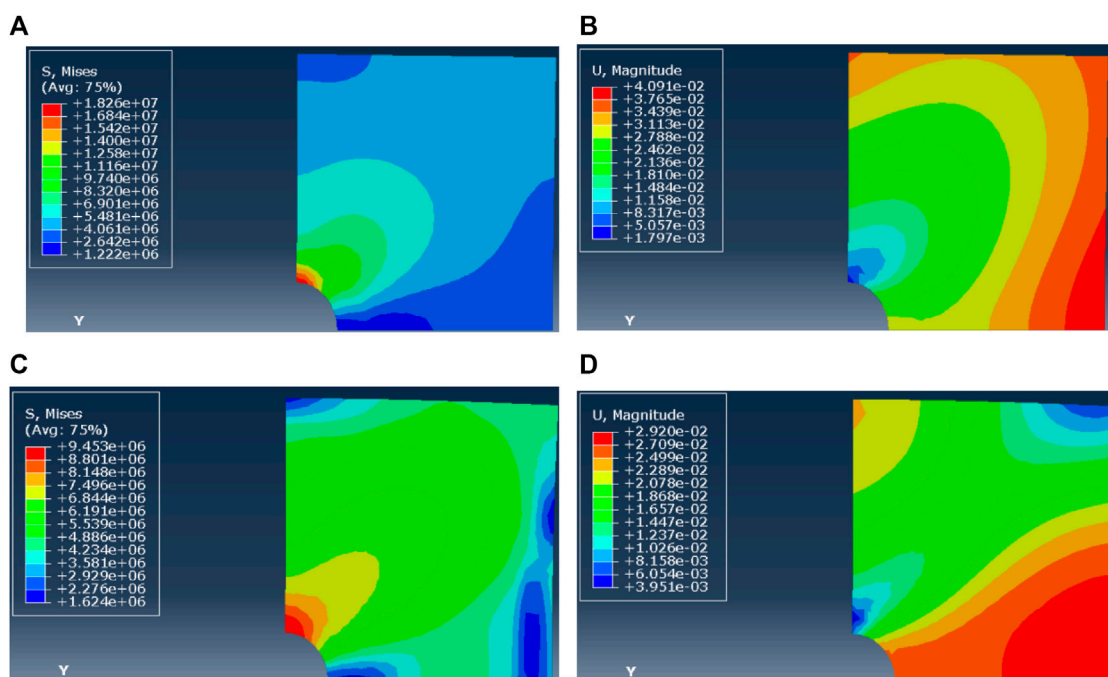 A
S, Mises
(Avg: 75%)
+1.826e+07
+1.684e+07
+1.542e+07
+1.400e+07
+1.258e+07
+1.116e+07
+9.740e+06
+8.320e+06
+6.901e+06
+5.481e+06
+4.061e+06
+2.642e+06
+1.222e+06
Y
B
U, Magnitude
+4.091e-02
+3.765e-02
+3.439e-02
+3.113e-02
+2.788e-02
+2.462e-02
+2.136e-02
+1.810e-02
+1.484e-02
+1.158e-02
+8.317e-03
+5.057e-03
+1.797e-03
Y
C
S, Mises
(Avg: 75%)
+9.453e+06
+8.801e+06
+8.148e+06
+7.496e+06
+6.844e+06
+6.191e+06
+5.539e+06
+4.886e+06
+4.234e+06
+3.581e+06
+2.929e+06
+2.276e+06
+1.624e+06
Y
D
U, Magnitude
+2.920e-02
+2.709e-02
+2.499e-02
+2.289e-02
+2.078e-02
+1.868e-02
+1.657e-02
+1.447e-02
+1.237e-02
+1.026e-02
+8.158e-03
+6.054e-03
+3.951e-03
Y